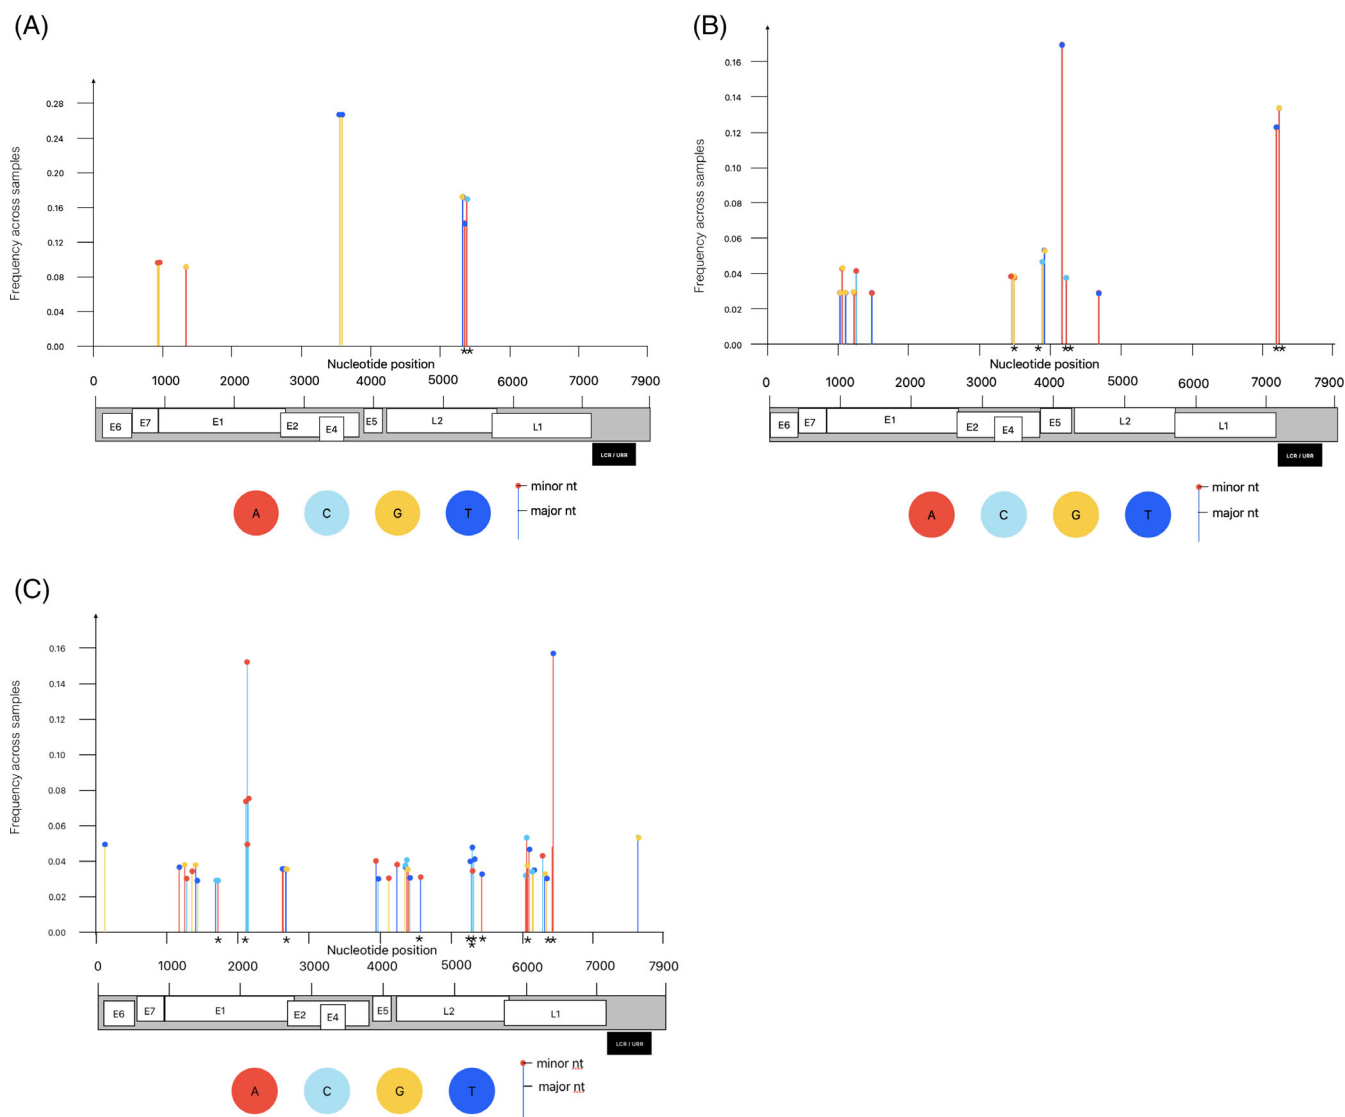 (A)
Frequency across samples
0.28
0.24
0.20
0.16
0.12
0.08
0.04
0.00
**
Nucleotide position
0 1000 2000 3000 4000 5000 6000 7000 7900
E6 E7 E1 E2 E4 E5 L2 L1
LCR / URR
A C G T
minor nt
major nt
(B)
Frequency across samples
0.16
0.14
0.12
0.10
0.08
0.06
0.04
0.02
0.00
* * ** **
Nucleotide position
0 1000 2000 3000 4000 5000 6000 7000 7900
E6 E7 E1 E2 E4 E5 L2 L1
LCR / URR
A C G T
minor nt
major nt
(C)
Frequency across samples
0.16
0.14
0.12
0.10
0.08
0.06
0.04
0.02
0.00
* * * * ** * * **
*
Nucleotide position
0 1000 2000 3000 4000 5000 6000 7000 7900
E6 E7 E1 E2 E4 E5 L2 L1
LCR / URR
A C G T
minor nt
major nt